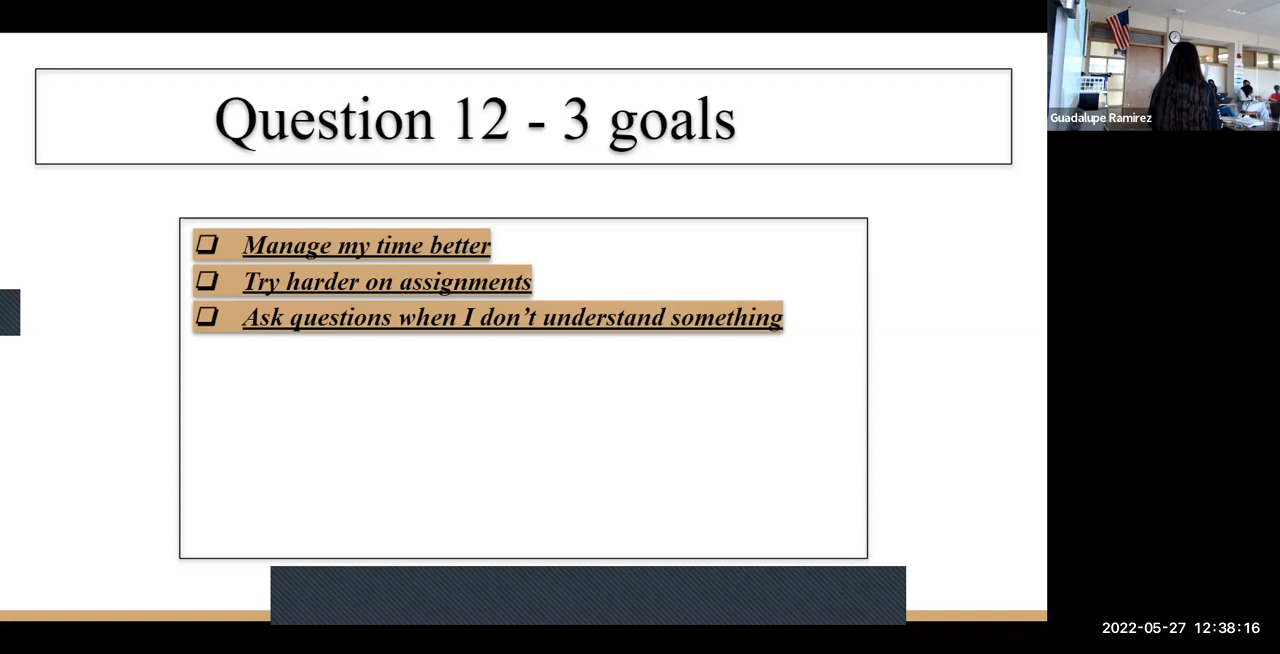 Question 12 - 3 goals
❑ Manage my time better
❑ Try harder on assignments
❑ Ask questions when I don’t understand something
Guadalupe Ramirez
2022-05-27 12:38:16